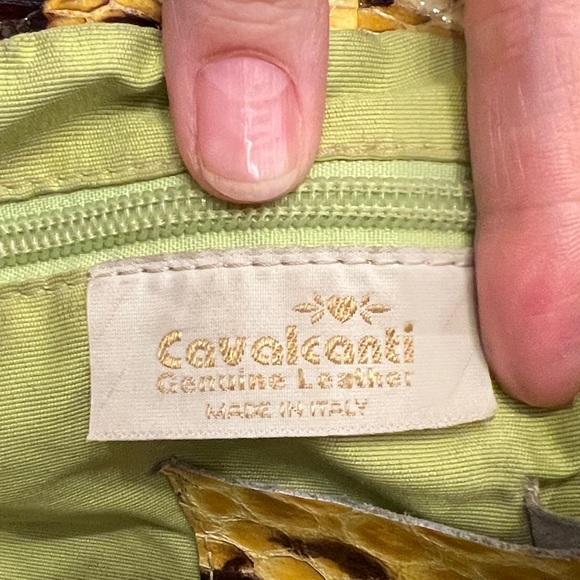 Cavalcanti
Genuine Leather
MADE IN ITALY